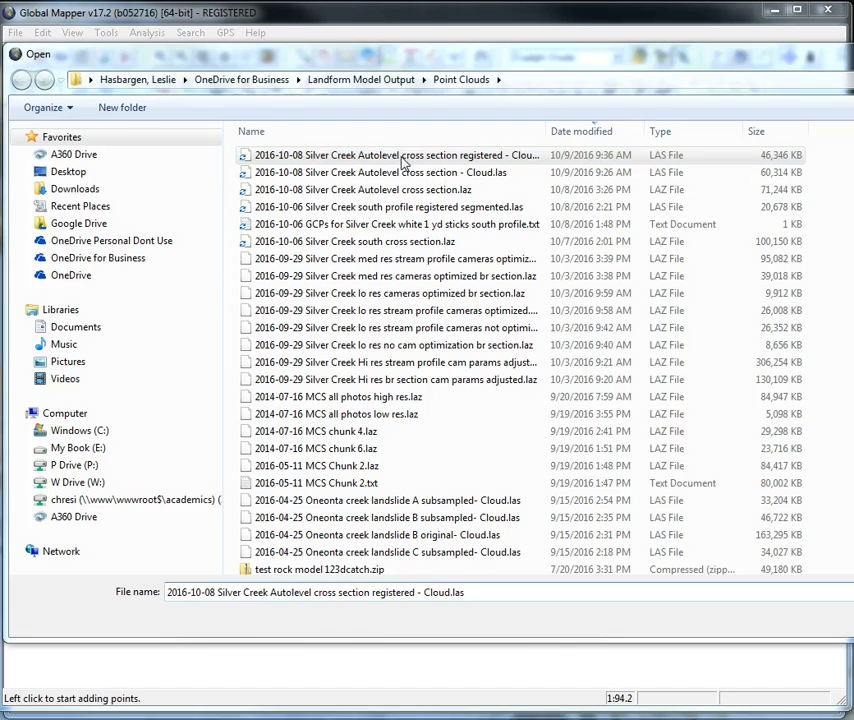 Global Mapper v17.2 (b052716) [64-bit] - REGISTERED
File Edit View Tools Analysis Search GPS Help
Open
Hasbargen, Leslie OneDrive for Business Landform Model Output Point Clouds
Organize New folder
Name Date modified Type Size
Favorites
A360 Drive
Desktop
Downloads
Recent Places
Google Drive
OneDrive Personal Dont Use
OneDrive for Business
OneDrive
Libraries
Documents
Music
Pictures
Videos
Computer
Windows (C:)
My Book (E:)
P Drive (P:)
W Drive (W:)
chresi (\\www\wwwroot$\academics) (
A360 Drive
Network
2016-10-08 Silver Creek Autolevel cross section registered - Clou... 10/9/2016 9:36 AM LAS File 46,346 KB
2016-10-08 Silver Creek Autolevel cross section - Cloud.las 10/9/2016 9:26 AM LAS File 60,314 KB
2016-10-08 Silver Creek Autolevel cross section.laz 10/8/2016 3:26 PM LAZ File 71,244 KB
2016-10-06 Silver Creek south profile registered segmented.las 10/8/2016 2:21 PM LAS File 20,678 KB
2016-10-06 GCPs for Silver Creek white 1 yd sticks south profile.txt 10/8/2016 1:48 PM Text Document 1 KB
2016-10-06 Silver Creek south cross section.laz 10/7/2016 2:01 PM LAZ File 100,150 KB
2016-09-29 Silver Creek med res stream profile cameras optimiz... 10/3/2016 3:39 PM LAZ File 95,082 KB
2016-09-29 Silver Creek med res cameras optimized br section.laz 10/3/2016 3:38 PM LAZ File 39,018 KB
2016-09-29 Silver Creek lo res cameras optimized br section.laz 10/3/2016 9:59 AM LAZ File 9,912 KB
2016-09-29 Silver Creek lo res stream profile cameras optimized.... 10/3/2016 9:58 AM LAZ File 26,008 KB
2016-09-29 Silver Creek lo res stream profile cameras not optimi... 10/3/2016 9:42 AM LAZ File 26,352 KB
2016-09-29 Silver Creek lo res no cam optimization br section.laz 10/3/2016 9:40 AM LAZ File 8,656 KB
2016-09-29 Silver Creek Hi res stream profile cam params adjust... 10/3/2016 9:21 AM LAZ File 306,254 KB
2016-09-29 Silver Creek Hi res br section cam params adjusted.laz 10/3/2016 9:20 AM LAZ File 130,109 KB
2014-07-16 MCS all photos high res.laz 9/20/2016 7:59 AM LAZ File 84,947 KB
2014-07-16 MCS all photos low res.laz 9/19/2016 3:55 PM LAZ File 5,098 KB
2014-07-16 MCS chunk 4.laz 9/19/2016 2:41 PM LAZ File 29,298 KB
2014-07-16 MCS chunk 6.laz 9/19/2016 1:51 PM LAZ File 23,716 KB
2016-05-11 MCS Chunk 2.laz 9/19/2016 1:48 PM LAZ File 84,417 KB
2016-05-11 MCS Chunk 2.txt 9/19/2016 1:47 PM Text Document 80,002 KB
2016-04-25 Oneonta creek landslide A subsampled- Cloud.las 9/15/2016 2:54 PM LAS File 33,204 KB
2016-04-25 Oneonta creek landslide B subsampled- Cloud.las 9/15/2016 2:35 PM LAS File 46,722 KB
2016-04-25 Oneonta creek landslide B original- Cloud.las 9/15/2016 2:31 PM LAS File 163,295 KB
2016-04-25 Oneonta creek landslide C subsampled- Cloud.las 9/15/2016 2:18 PM LAS File 34,027 KB
test rock model 123dcatch.zip 7/20/2016 3:31 PM Compressed (zipp... 49,180 KB
File name: 2016-10-08 Silver Creek Autolevel cross section registered - Cloud.las
Left click to start adding points. 1:94.2